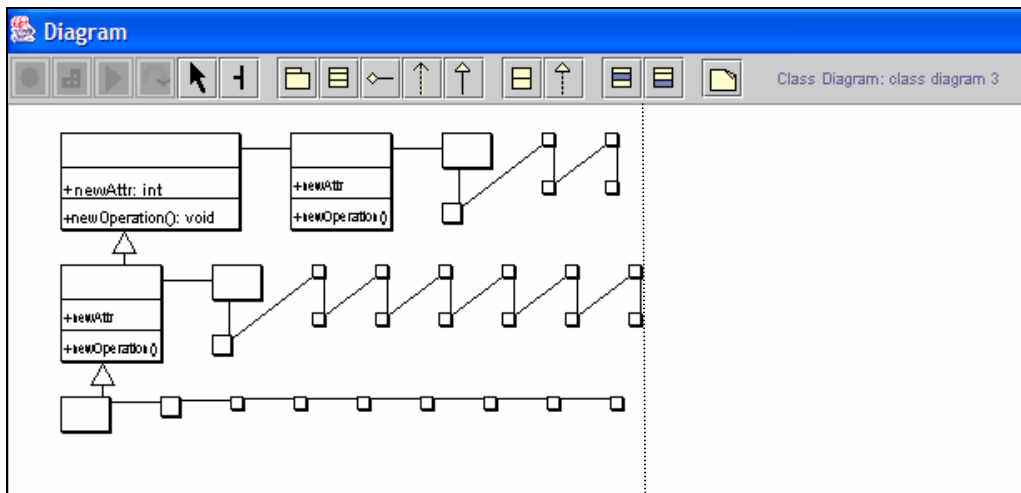 Diagram
Class Diagram: class diagram 3
+newAttr: int
+newOperation(): void
+newAttr
+newOperation()
+newAttr
+newOperation()